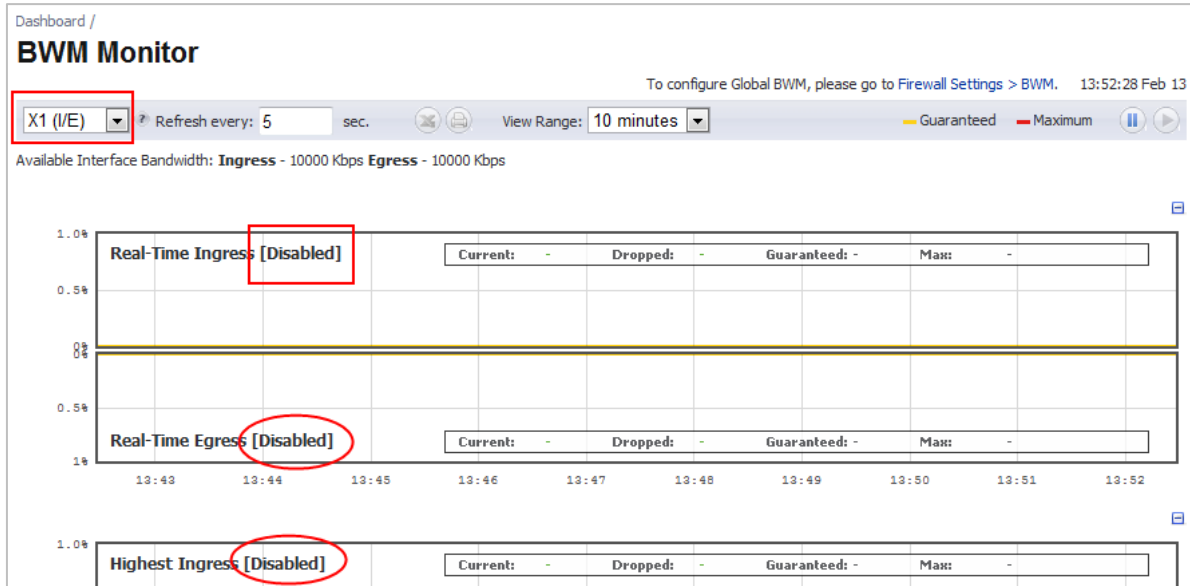 Dashboard /
BWM Monitor
To configure Global BWM, please go to Firewall Settings > BWM. 13:52:28 Feb 13
X1 (I/E) ? Refresh every: 5 sec. View Range: 10 minutes Guaranteed Maximum
Available Interface Bandwidth: Ingress - 10000 Kbps Egress - 10000 Kbps
1.0%
Real-Time Ingress [Disabled] Current: - Dropped: - Guaranteed: - Max: -
0.5%
0%
0%
0.5%
Real-Time Egress [Disabled] Current: - Dropped: - Guaranteed: - Max: -
1%
13:43 13:44 13:45 13:46 13:47 13:48 13:49 13:50 13:51 13:52
1.0%
Highest Ingress [Disabled] Current: - Dropped: - Guaranteed: - Max: -